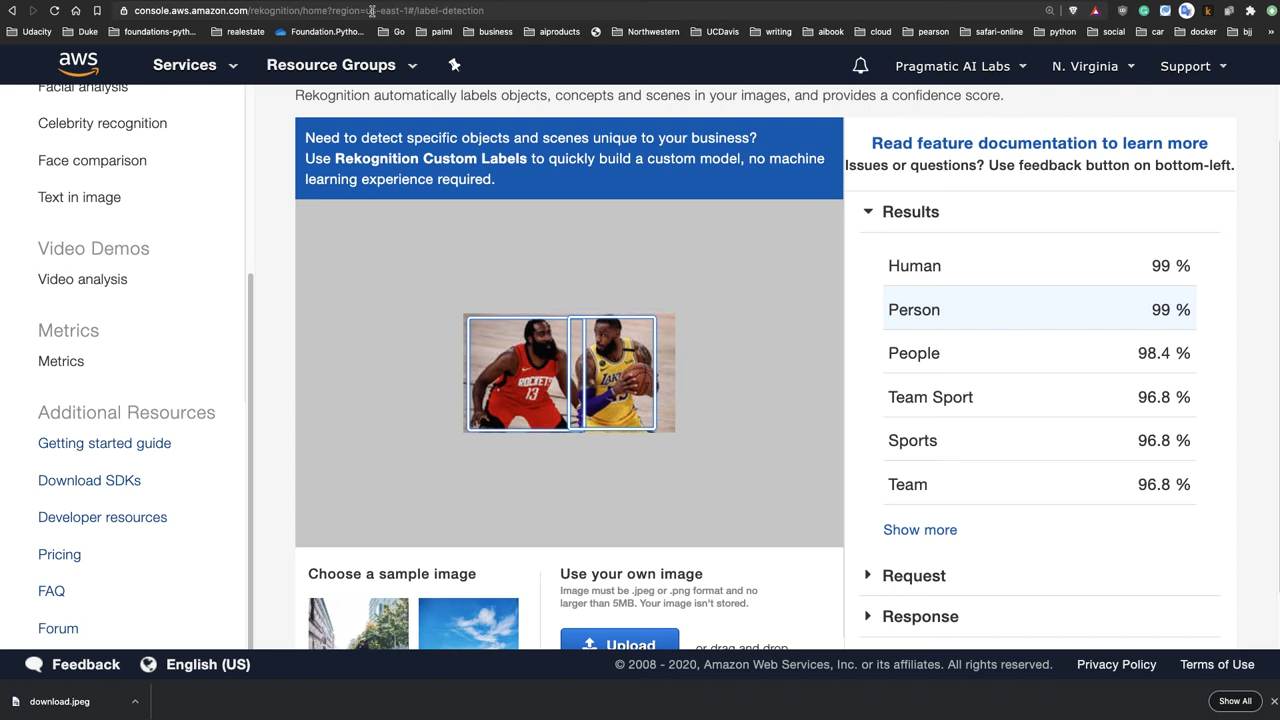 console.aws.amazon.com/rekognition/home?region=us-east-1#/label-detection
Udacity
Duke
foundations-pyth...
realestate
Foundation.Pytho...
Go
paiml
business
aiproducts
Northwestern
UCDavis
writing
aibook
cloud
pearson
safari-online
python
social
car
docker
bjj
»
aws
Services
Resource Groups
Pragmatic AI Labs
N. Virginia
Support
Facial analysis
Celebrity recognition
Face comparison
Text in image
Video Demos
Video analysis
Metrics
Metrics
Additional Resources
Getting started guide
Download SDKs
Developer resources
Pricing
FAQ
Forum
Rekognition automatically labels objects, concepts and scenes in your images, and provides a confidence score.
Need to detect specific objects and scenes unique to your business?
Use Rekognition Custom Labels to quickly build a custom model, no machine
learning experience required.
ROCKETS
13
Choose a sample image
Use your own image
Image must be .jpeg or .png format and no
larger than 5MB. Your image isn't stored.
Upload
or drag and drop
Read feature documentation to learn more
Issues or questions? Use feedback button on bottom-left.
Results
Human 99 %
Person 99 %
People 98.4 %
Team Sport 96.8 %
Sports 96.8 %
Team 96.8 %
Show more
Request
Response
Feedback
English (US)
© 2008 - 2020, Amazon Web Services, Inc. or its affiliates. All rights reserved.
Privacy Policy
Terms of Use
download.jpeg
Show All